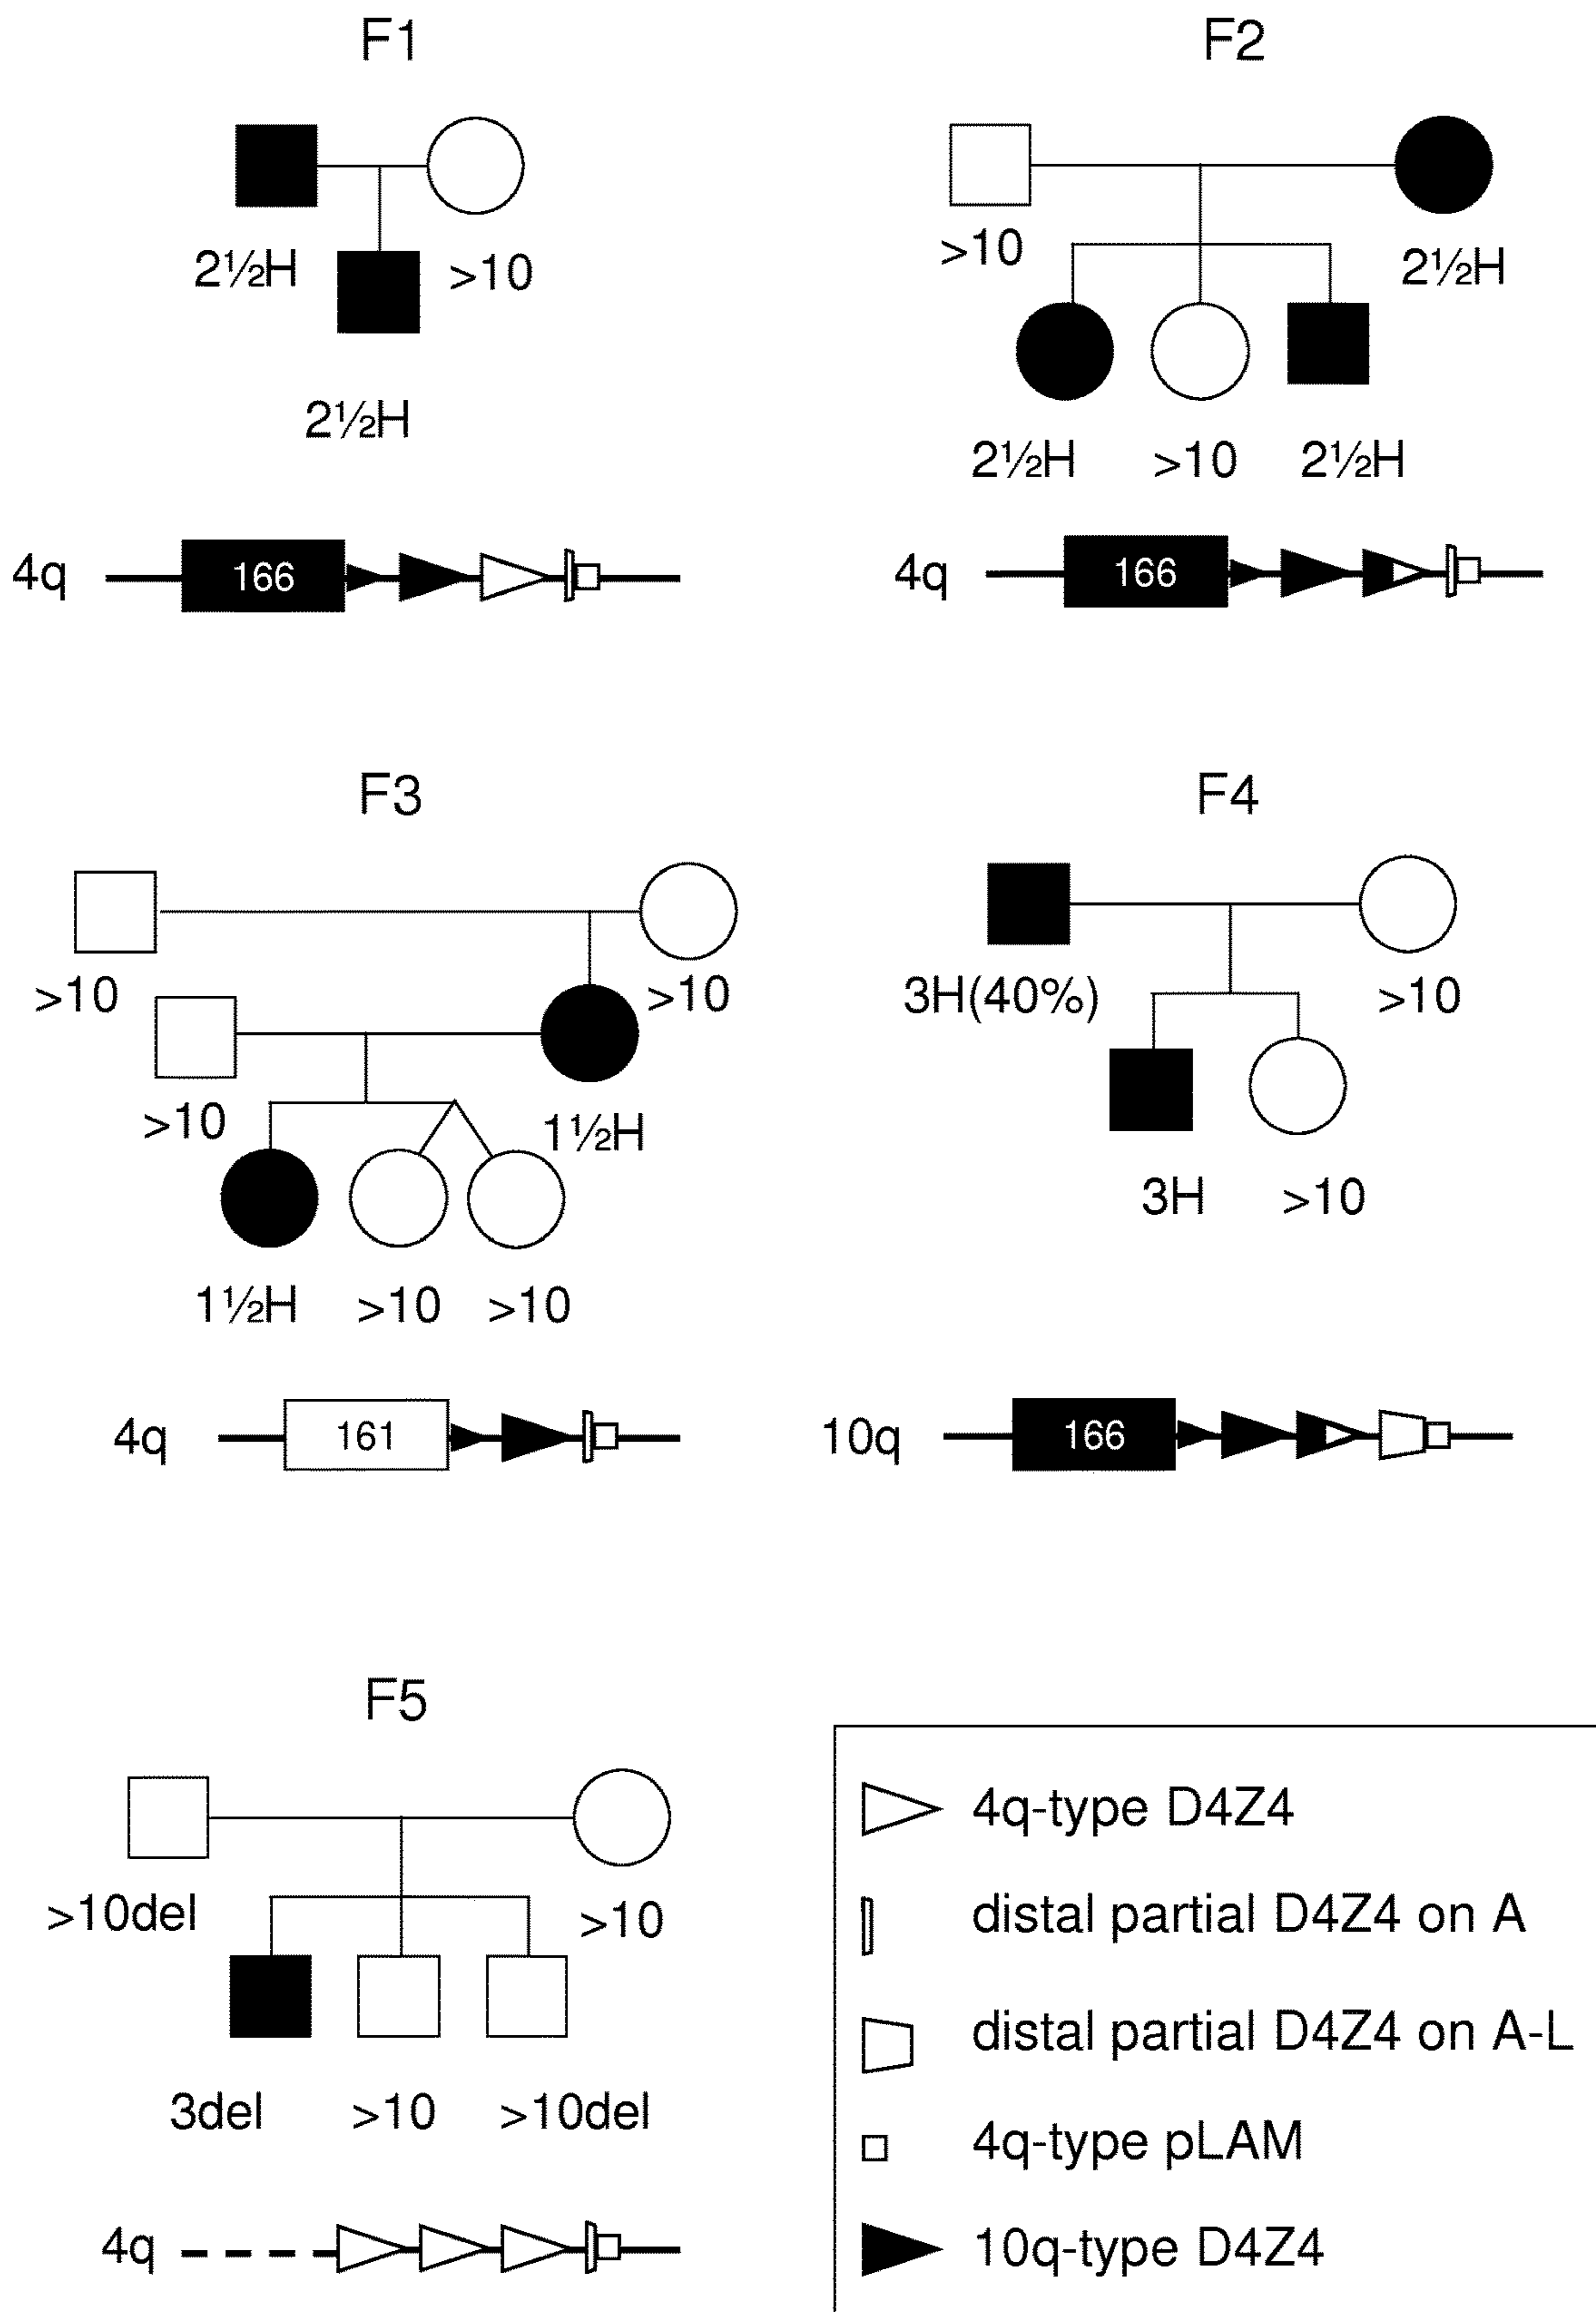 F1
F2
2½H
>10
2½H
>10
2½H
2½H
>10
2½H
4q
166
4q
166
F3
F4
>10
>10
3H(40%)
>10
>10
1½H
3H
>10
1½H
>10
>10
4q
161
10q
166
F5
>10del
>10
3del
>10
>10del
4q
4q-type D4Z4
distal partial D4Z4 on A
distal partial D4Z4 on A-L
4q-type pLAM
10q-type D4Z4